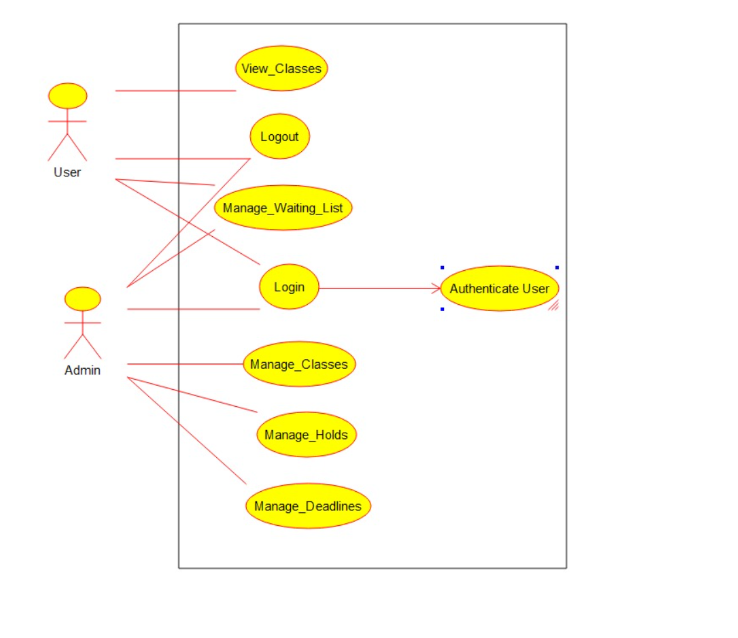 View_Classes
Logout
User
Manage_Waiting_List
Login
Authenticate User
Admin
Manage_Classes
Manage_Holds
Manage_Deadlines